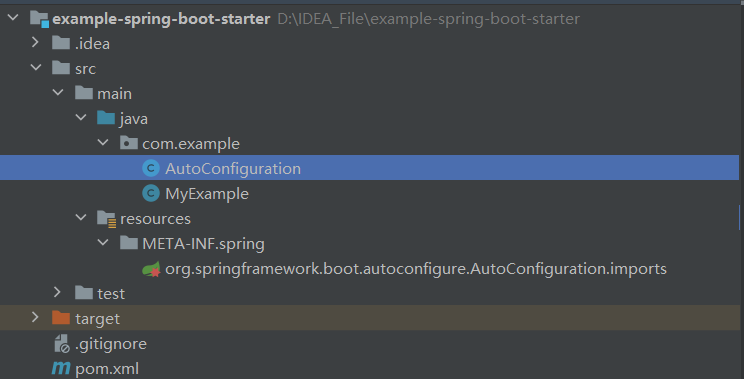 example-spring-boot-starter D:\IDEA_File\example-spring-boot-starter
.idea
src
main
java
com.example
AutoConfiguration
MyExample
resources
META-INF.spring
org.springframework.boot.autoconfigure.AutoConfiguration.imports
test
target
.gitignore
pom.xml